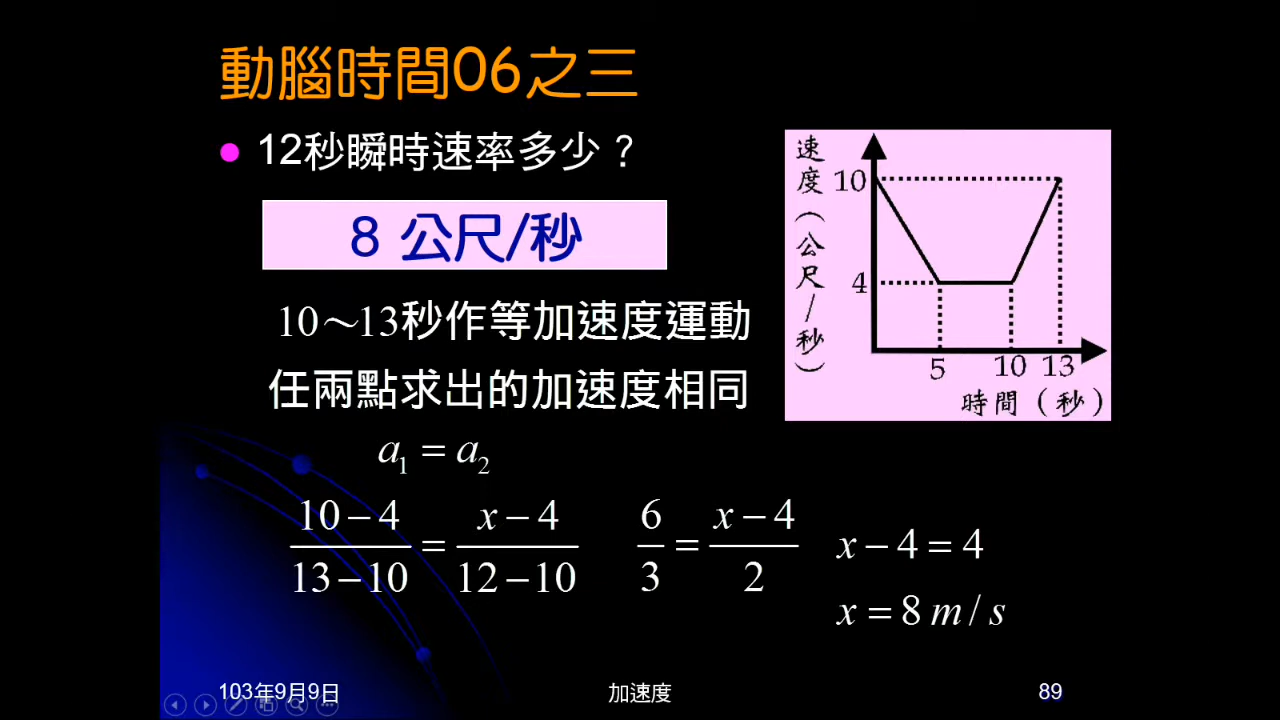 動腦時間06之三
12秒瞬時速率多少？
8 公尺/秒
10～13秒作等加速度運動
任兩點求出的加速度相同
a₁ = a₂
10−4 / 13−10 = x−4 / 12−10
6 / 3 = x−4 / 2
x−4=4
x=8 m/s
速度（公尺/秒）
10
4
5 10 13
時間（秒）
103年9月9日 加速度 89